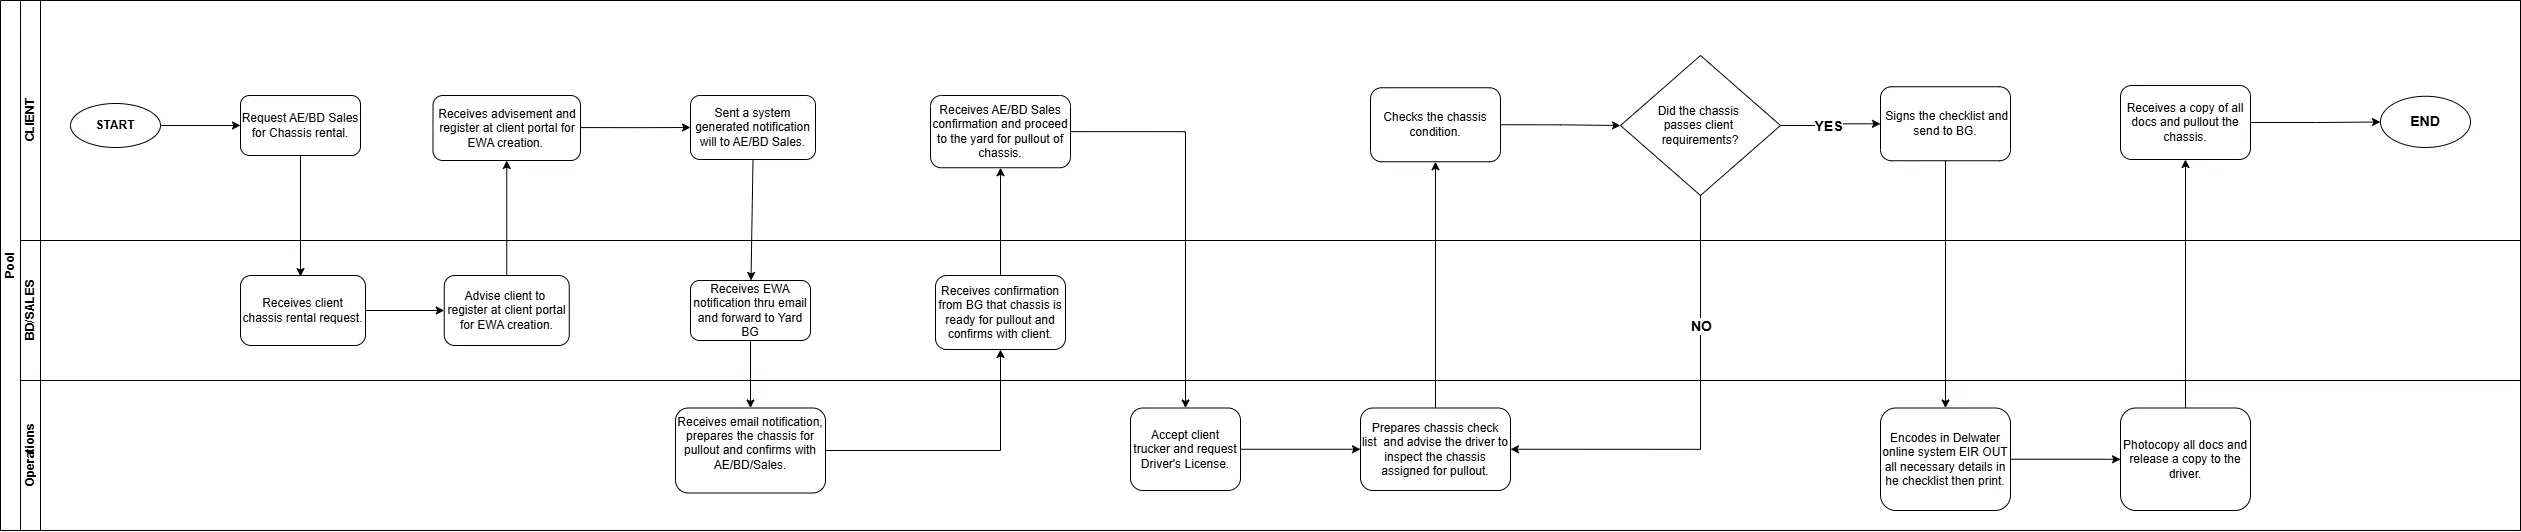 Pool
CLIENT
START
Request AE/BD Sales
for Chassis rental.
Receives advisement and
register at client portal for
EWA creation.
Sent a system
generated notification
will to AE/BD Sales.
Receives AE/BD Sales
confirmation and proceed
to the yard for pullout of
chassis.
Checks the chassis
condition.
Did the chassis
passes client
requirements?
YES
Signs the checklist and
send to BG.
Receives a copy of all
docs and pullout the
chassis.
END
BD/SALES
Receives client
chassis rental request.
Advise client to
register at client portal
for EWA creation.
Receives EWA
notification thru email
and forward to Yard
BG
Receives confirmation
from BG that chassis is
ready for pullout and
confirms with client.
NO
Operations
Receives email notification,
prepares the chassis for
pullout and confirms with
AE/BD/Sales.
Accept client
trucker and request
Driver's License.
Prepares chassis check
list  and advise the driver to
inspect the chassis
assigned for pullout.
Encodes in Delwater
online system EIR OUT
all necessary details in
he checklist then print.
Photocopy all docs and
release a copy to the
driver.